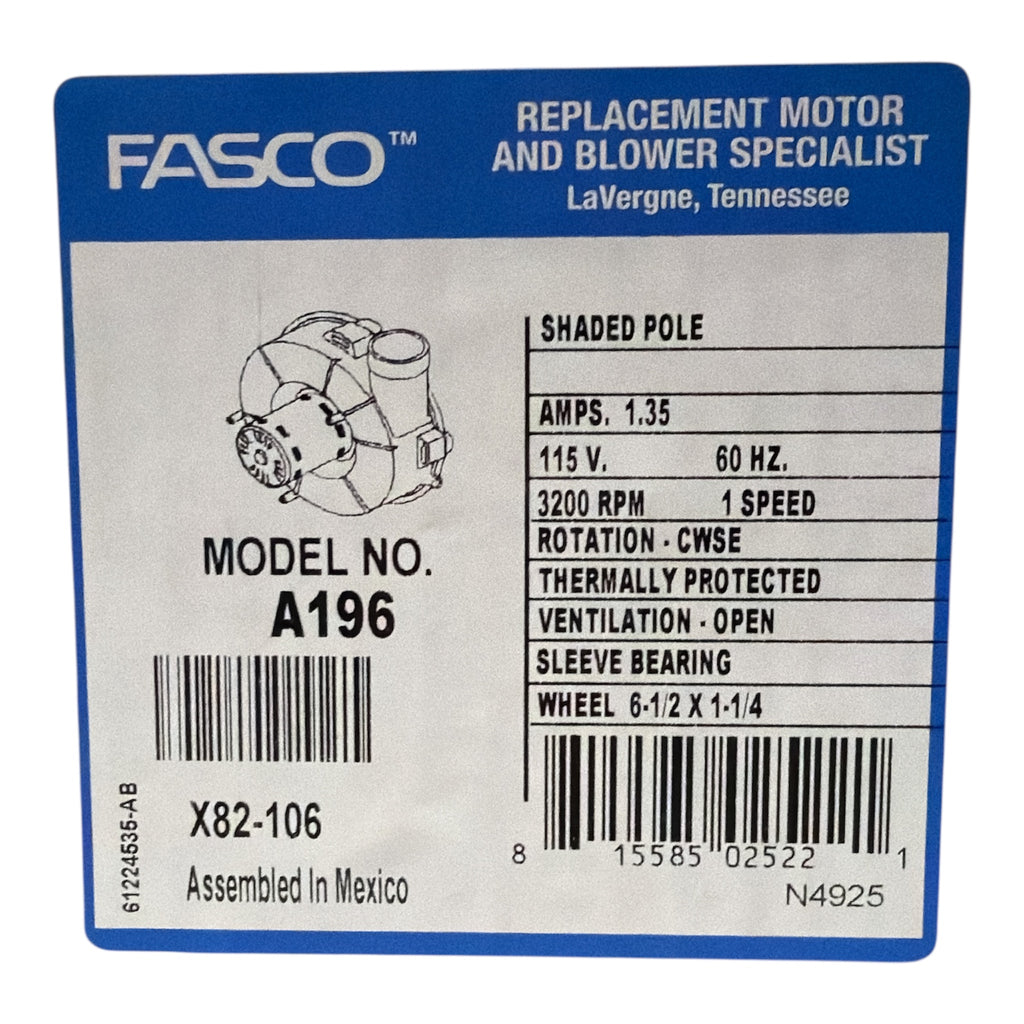 FASCO™
REPLACEMENT MOTOR
AND BLOWER SPECIALIST
LaVergne, Tennessee
MODEL NO.
A196
X82-106
Assembled In Mexico
61224535-AB
SHADED POLE
AMPS. 1.35
115 V. 60 HZ.
3200 RPM 1 SPEED
ROTATION - CWSE
THERMALLY PROTECTED
VENTILATION - OPEN
SLEEVE BEARING
WHEEL 6-1/2 X 1-1/4
8 15585 02522 1
N4925